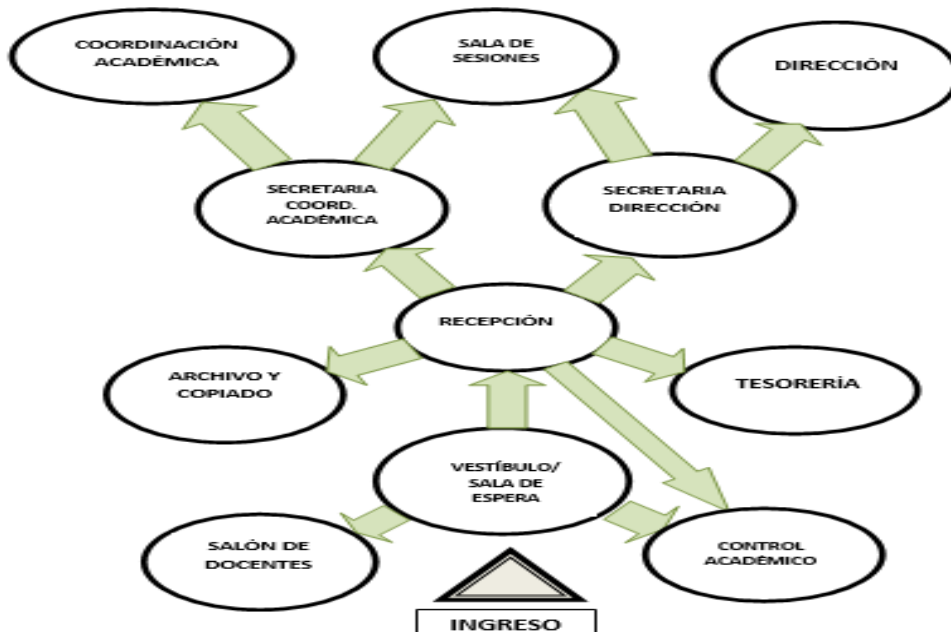 COORDINACIÓN
ACADÉMICA
SALA DE
SESIONES
DIRECCIÓN
SECRETARIA
COORD.
ACADÉMICA
SECRETARIA
DIRECCIÓN
RECEPCIÓN
ARCHIVO Y
COPIADO
TESORERÍA
VESTÍBULO/
SALA DE
ESPERA
SALÓN DE
DOCENTES
CONTROL
ACADÉMICO
INGRESO